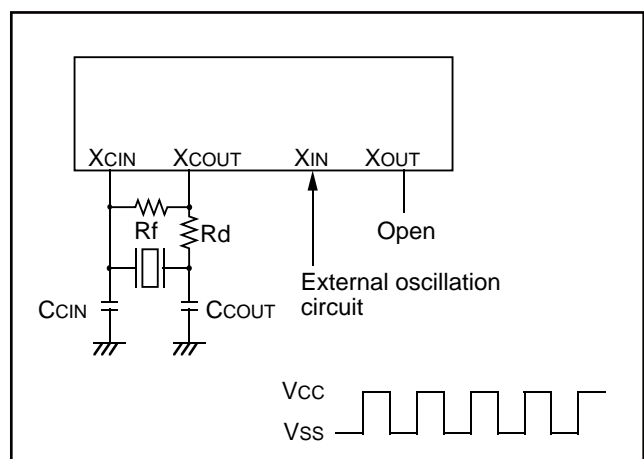 XCIN XCOUT XIN XOUT
Rf Rd
Open
External oscillation
circuit
CCIN CCOUT
VCC
VSS